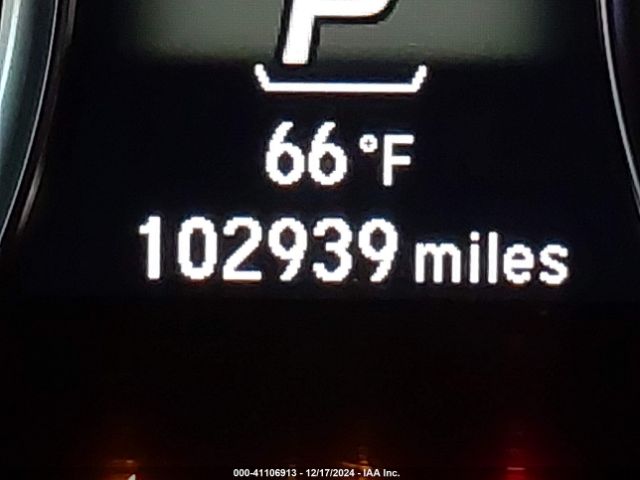 P
66 °F
102939 miles
000-41106913 - 12/17/2024 - IAA Inc.